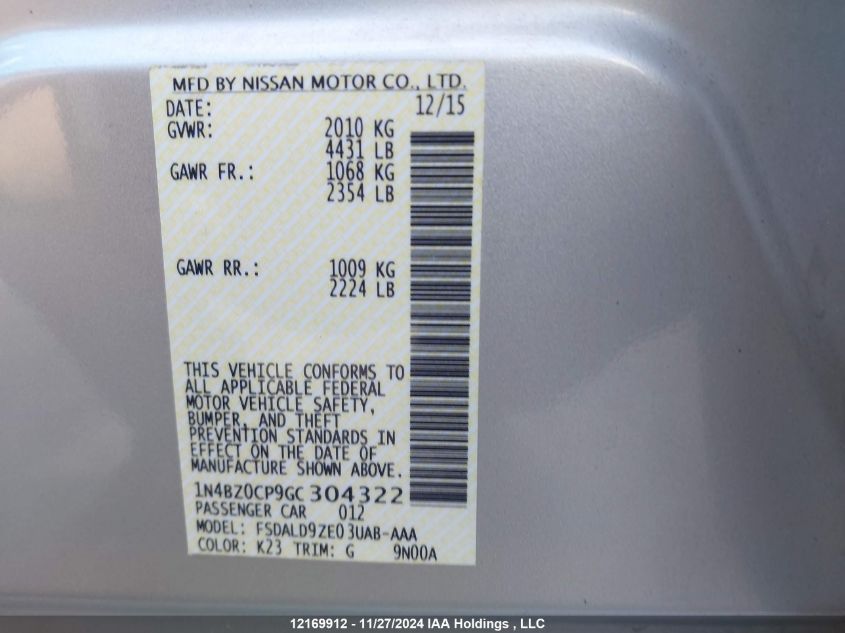 MFD BY NISSAN MOTOR CO., LTD.
DATE: 12/15
GVWR: 2010 KG
4431 LB
GAWR FR.: 1068 KG
2354 LB
GAWR RR.: 1009 KG
2224 LB
THIS VEHICLE CONFORMS TO
ALL APPLICABLE FEDERAL
MOTOR VEHICLE SAFETY,
BUMPER, AND THEFT
PREVENTION STANDARDS IN
EFFECT ON THE DATE OF
MANUFACTURE SHOWN ABOVE.
1N4BZ0CP9GC 304322
PASSENGER CAR 012
MODEL: FSDALD9ZE03UAB-AAA
COLOR: K23 TRIM: G 9N00A
12169912 - 11/27/2024 IAA Holdings , LLC